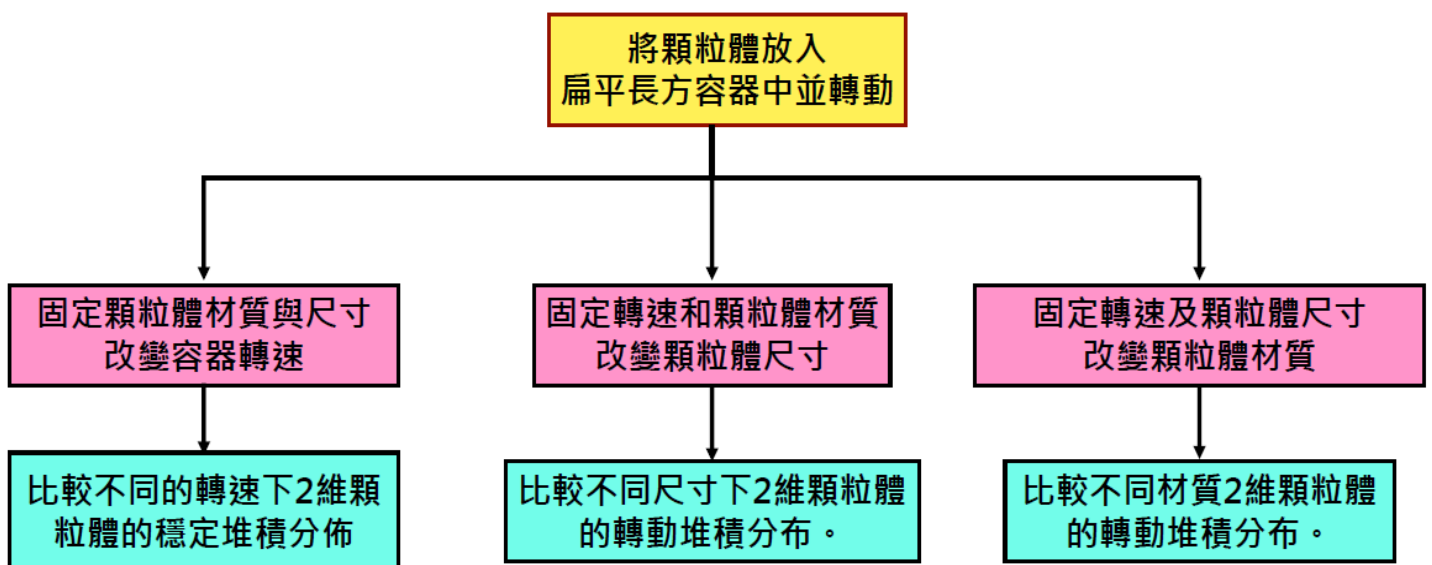 將顆粒體放入
扁平長方容器中並轉動
固定顆粒體材質與尺寸
改變容器轉速
固定轉速和顆粒體材質
改變顆粒體尺寸
固定轉速及顆粒體尺寸
改變顆粒體材質
比較不同的轉速下2維顆
粒體的穩定堆積分佈
比較不同尺寸下2維顆粒體
的轉動堆積分布。
比較不同材質2維顆粒體
的轉動堆積分布。